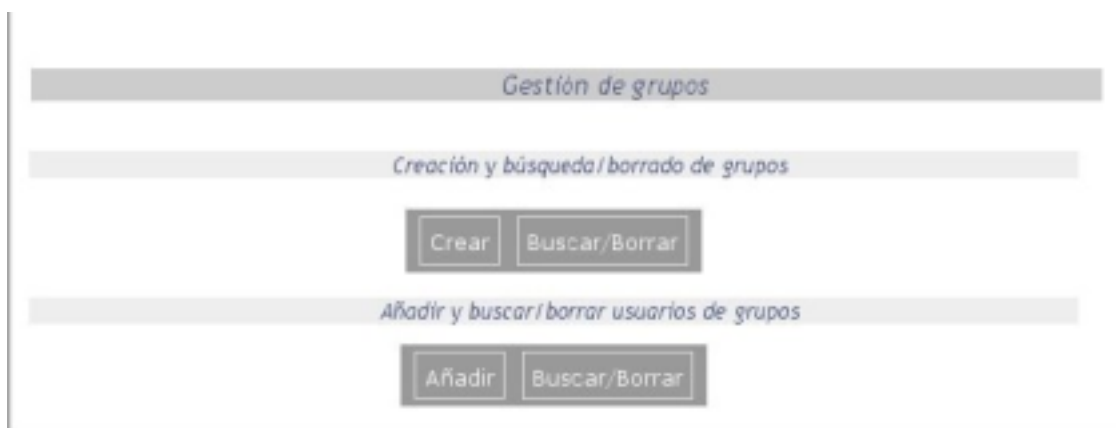 Gestión de grupos
Creación y búsqueda/borrado de grupos
Crear Buscar/Borrar
Añadir y buscar/borrar usuarios de grupos
Añadir Buscar/Borrar